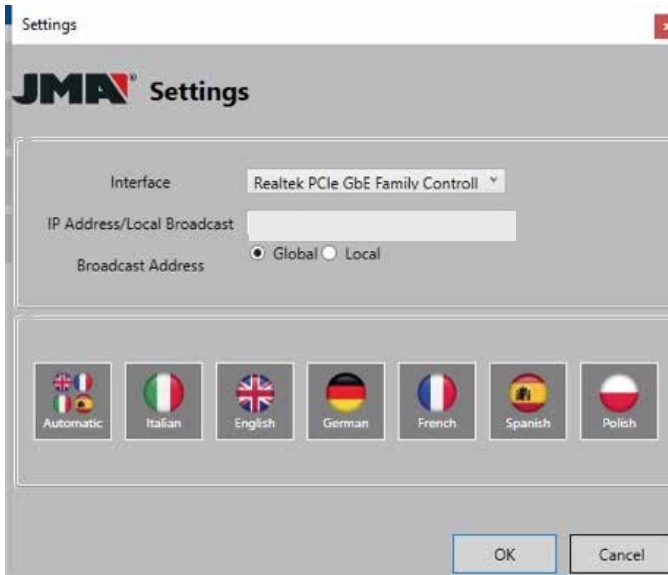 Settings
JMA® Settings
Interface Realtek PCIe GbE Family Controll
IP Address/Local Broadcast
Broadcast Address Global Local
Automatic Italian English German French Spanish Polish
OK Cancel